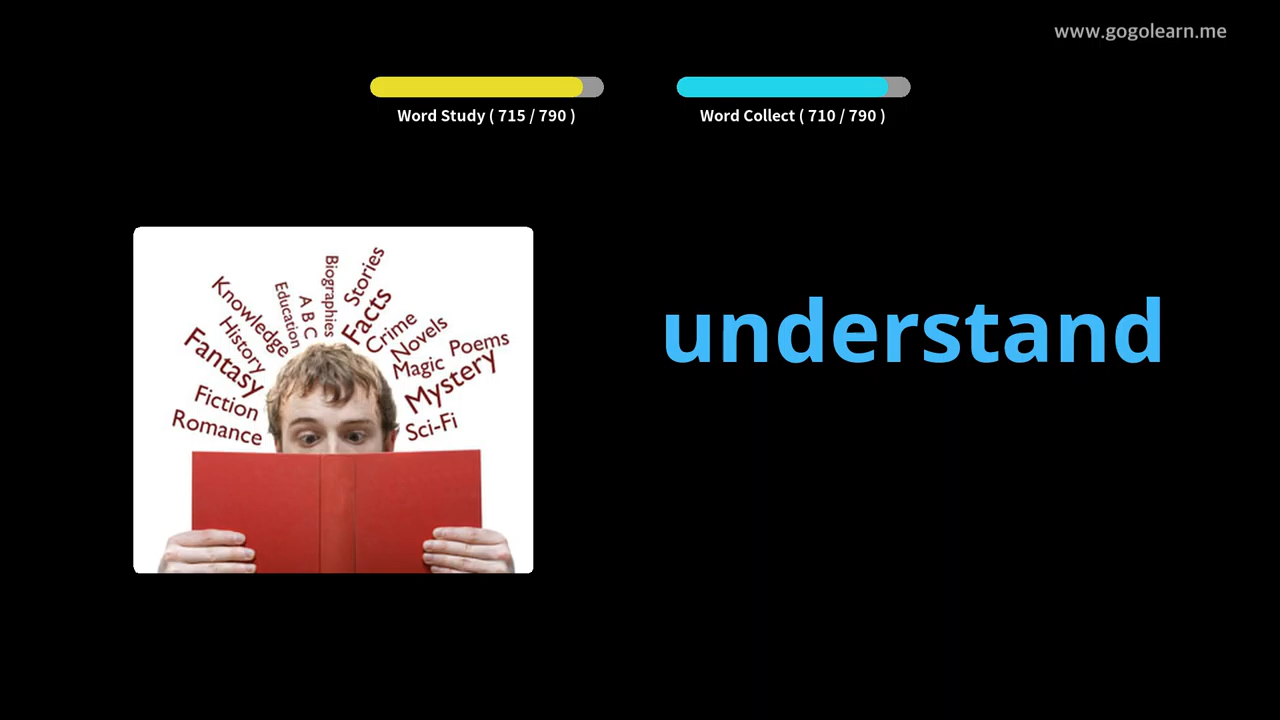 www.gogolearn.me
Word Study ( 715 / 790 )
Word Collect ( 710 / 790 )
understand
Romance
Fiction
Fantasy
History
Knowledge
Education
A B C
Biographies
Stories
Facts
Crime
Novels
Magic
Poems
Mystery
Sci-Fi